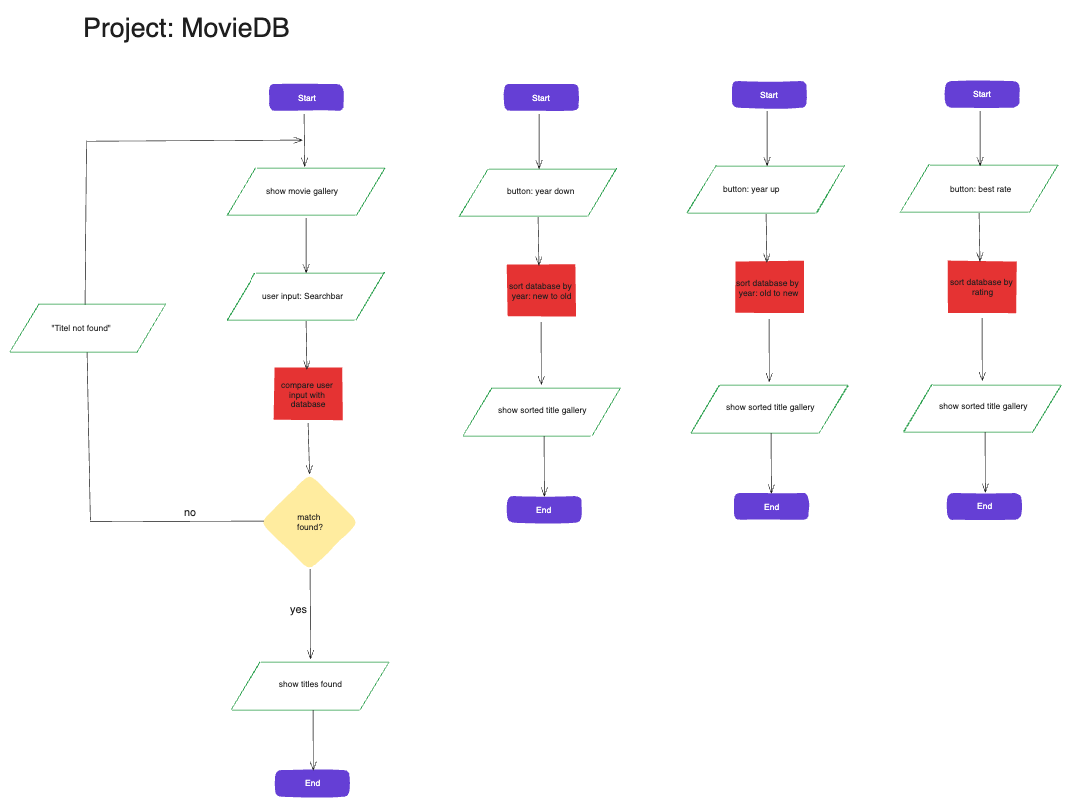 Project: MovieDB
Start
show movie gallery
user input: Searchbar
"Titel not found"
compare user
input with
database
match
found?
no
yes
show titles found
End
Start
button: year down
sort database by
year: new to old
show sorted title gallery
End
Start
button: year up
sort database by
year: old to new
show sorted title gallery
End
Start
button: best rate
sort database by
rating
show sorted title gallery
End